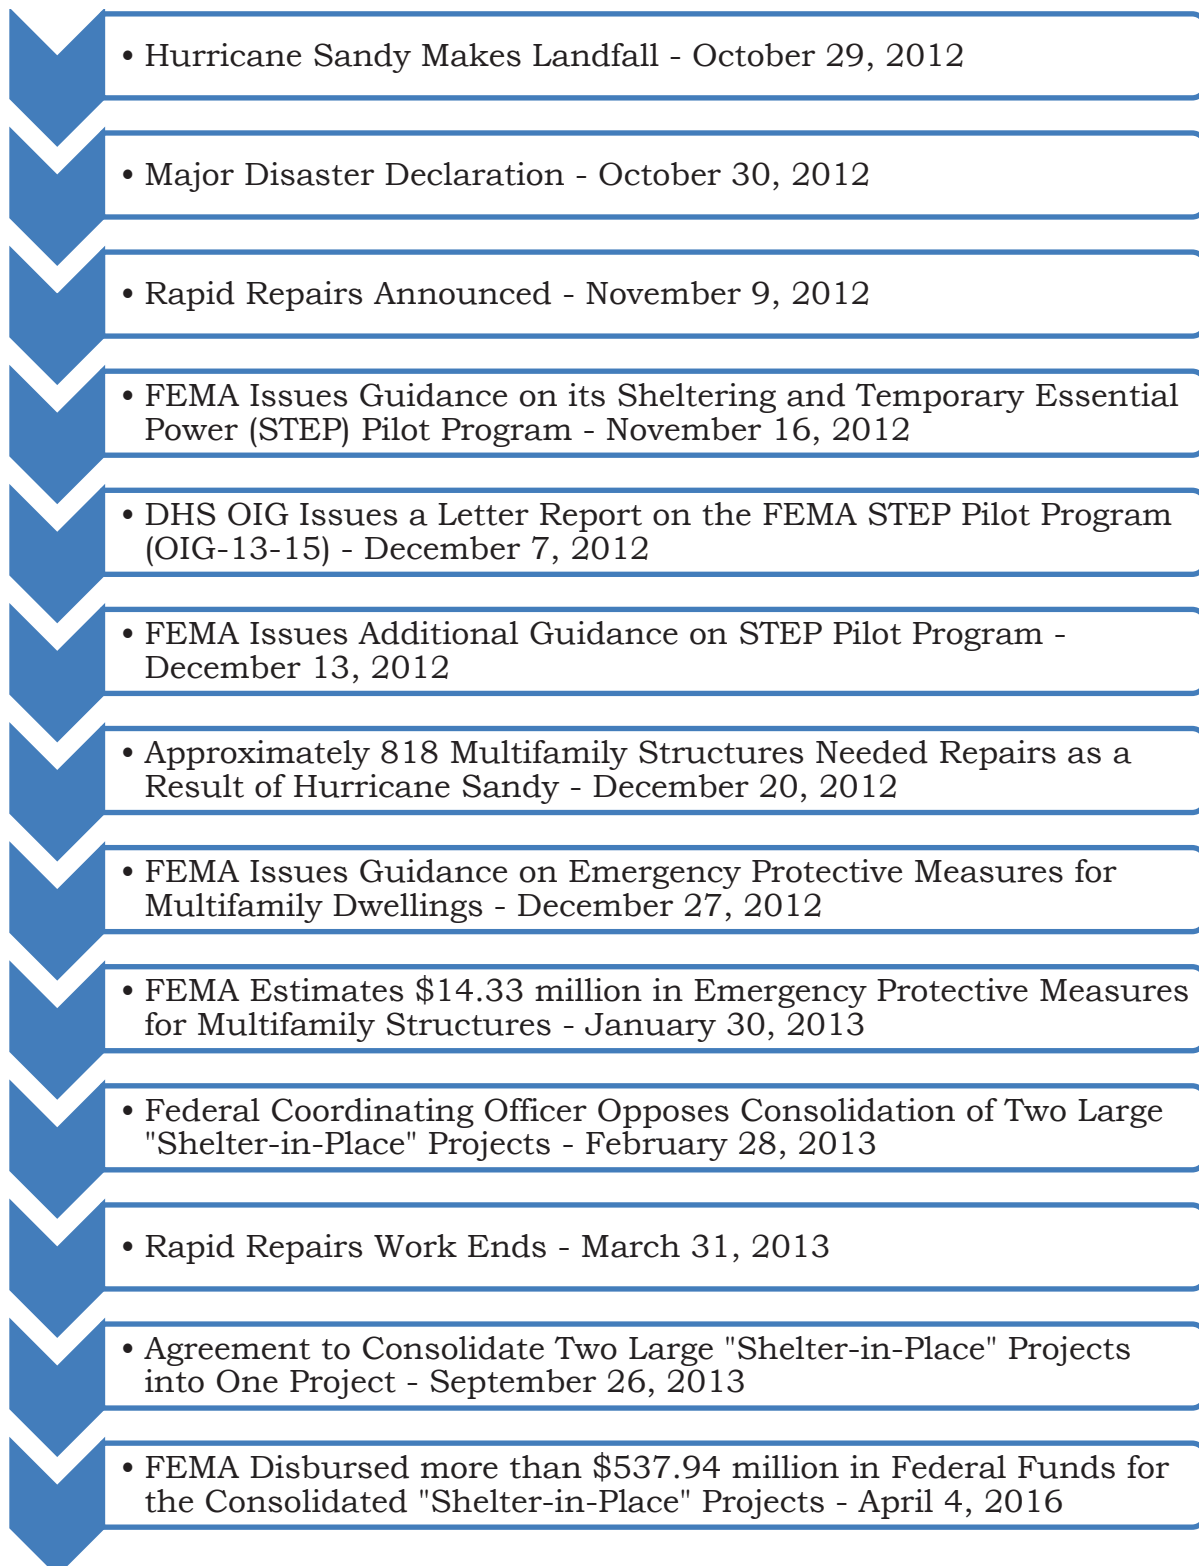 • Hurricane Sandy Makes Landfall - October 29, 2012
• Major Disaster Declaration - October 30, 2012
• Rapid Repairs Announced - November 9, 2012
• FEMA Issues Guidance on its Sheltering and Temporary Essential
Power (STEP) Pilot Program - November 16, 2012
• DHS OIG Issues a Letter Report on the FEMA STEP Pilot Program
(OIG-13-15) - December 7, 2012
• FEMA Issues Additional Guidance on STEP Pilot Program -
December 13, 2012
• Approximately 818 Multifamily Structures Needed Repairs as a
Result of Hurricane Sandy - December 20, 2012
• FEMA Issues Guidance on Emergency Protective Measures for
Multifamily Dwellings - December 27, 2012
• FEMA Estimates $14.33 million in Emergency Protective Measures
for Multifamily Structures - January 30, 2013
• Federal Coordinating Officer Opposes Consolidation of Two Large
"Shelter-in-Place" Projects - February 28, 2013
• Rapid Repairs Work Ends - March 31, 2013
• Agreement to Consolidate Two Large "Shelter-in-Place" Projects
into One Project - September 26, 2013
• FEMA Disbursed more than $537.94 million in Federal Funds for
the Consolidated "Shelter-in-Place" Projects - April 4, 2016